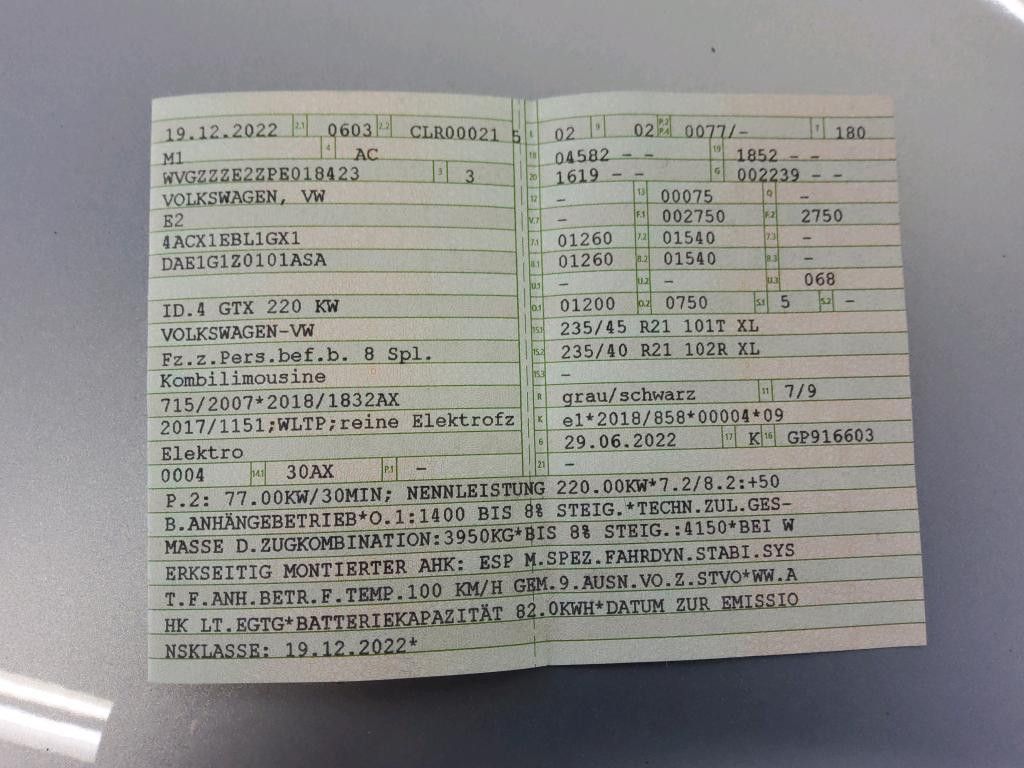 19.12.2022 2.1 0603 2.2 CLR00021 5
M1 4 AC
WVGZZZE2ZPE018423 3 3
VOLKSWAGEN, VW
E2
4ACX1EBL1GX1
DAE1G1Z0101ASA
ID.4 GTX 220 KW
VOLKSWAGEN-VW
Fz.z.Pers.bef.b. 8 Spl.
Kombilimousine
715/2007*2018/1832AX
2017/1151;WLTP;reine Elektrofz
Elektro
0004 14.1 30AX P.1 –
L 02 9 02 P.2 P.4 0077/- T 180
18 04582 – – 19 1852 – –
20 1619 – – G 002239 – –
12 – 13 00075 Q –
V.7 – F.1 002750 F.2 2750
7.1 01260 7.2 01540 7.3 –
8.1 01260 8.2 01540 8.3 –
U.1 – U.2 – U.3 068
O.1 01200 O.2 0750 S.1 5 S.2 –
15.1 235/45 R21 101T XL
15.2 235/40 R21 102R XL
15.3 –
R grau/schwarz 11 7/9
K e1*2018/858*00004*09
6 29.06.2022 17 K 16 GP916603
21 –
P.2: 77.00KW/30MIN; NENNLEISTUNG 220.00KW*7.2/8.2:+50
B.ANHÄNGEBETRIEB*O.1:1400 BIS 8% STEIG.*TECHN.ZUL.GES-
MASSE D.ZUGKOMBINATION:3950KG*BIS 8% STEIG.:4150*BEI W
ERKSEITIG MONTIERTER AHK: ESP M.SPEZ.FAHRDYN.STABI.SYS
T.F.ANH.BETR.F.TEMP.100 KM/H GEM.9.AUSN.VO.Z.STVO*WW.A
HK LT.EGTG*BATTERIEKAPAZITÄT 82.0KWH*DATUM ZUR EMISSIO
NSKLASSE: 19.12.2022*